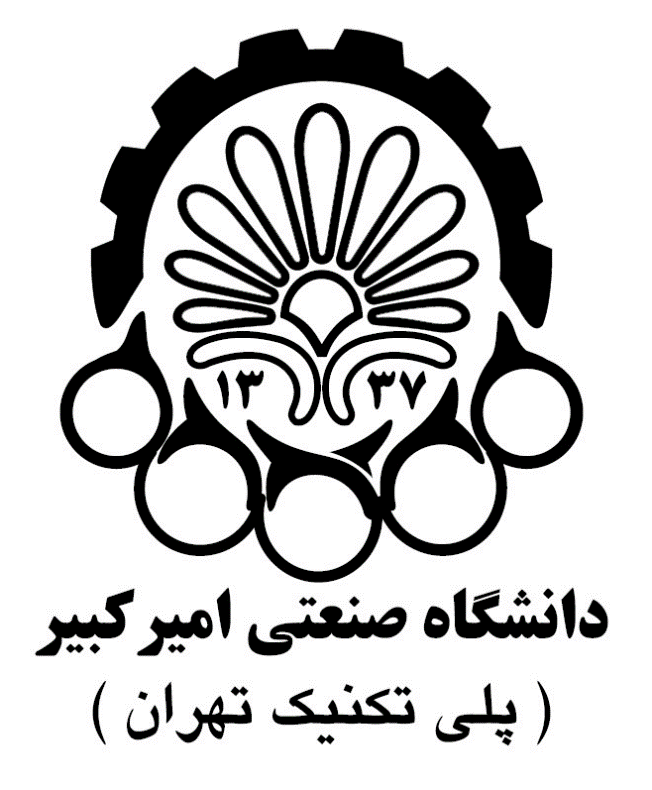 ۱۳ ۳۷
دانشگاه صنعتی امیرکبیر
( پلی تکنیک تهران )